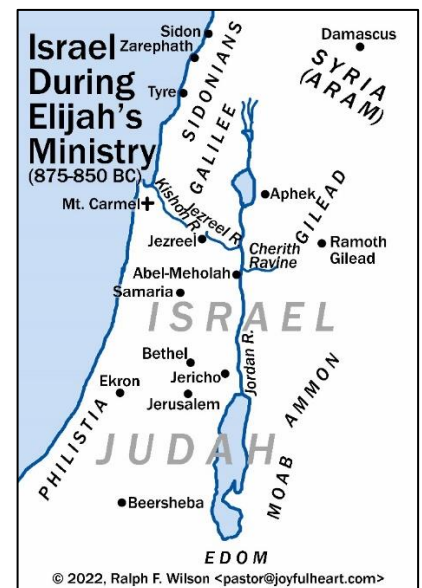 Israel
During
Elijah's
Ministry
(875-850 BC)
Sidon
Zarephath
Tyre
SIDONIANS
Damascus
SYRIA
(ARAM)
GALILEE
Mt. Carmel
Kishon R.
Jezreel R.
Aphek
GILEAD
Jezreel
Cherith
Ravine
Ramoth
Gilead
Abel-Meholah
Samaria
ISRAEL
Bethel
Jericho
Jordan R.
AMMON
Ekron
Jerusalem
PHILISTIA
JUDAH
MOAB
Beersheba
EDOM
© 2022, Ralph F. Wilson <pastor@joyfulheart.com>